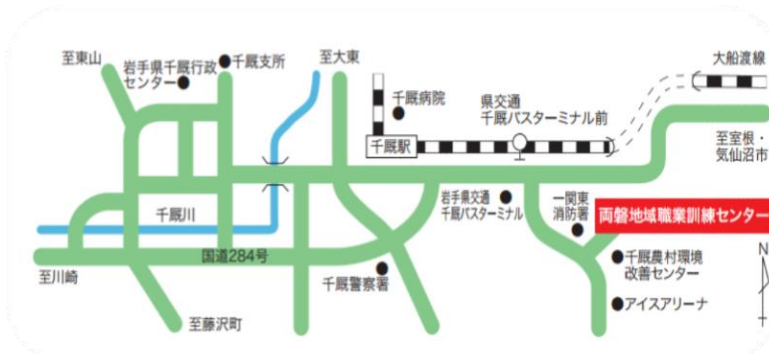 至東山
岩手県千厩行政
センター
千厩支所
至大東
大船渡線
千厩病院
県交通
千厩バスターミナル前
千厩駅
至室根・
気仙沼市
千厩川
岩手県交通
千厩バスターミナル
一関東
消防署
両磐地域職業訓練センター
国道284号
至川崎
千厩警察署
千厩農村環境
改善センター
N
アイスアリーナ
至藤沢町